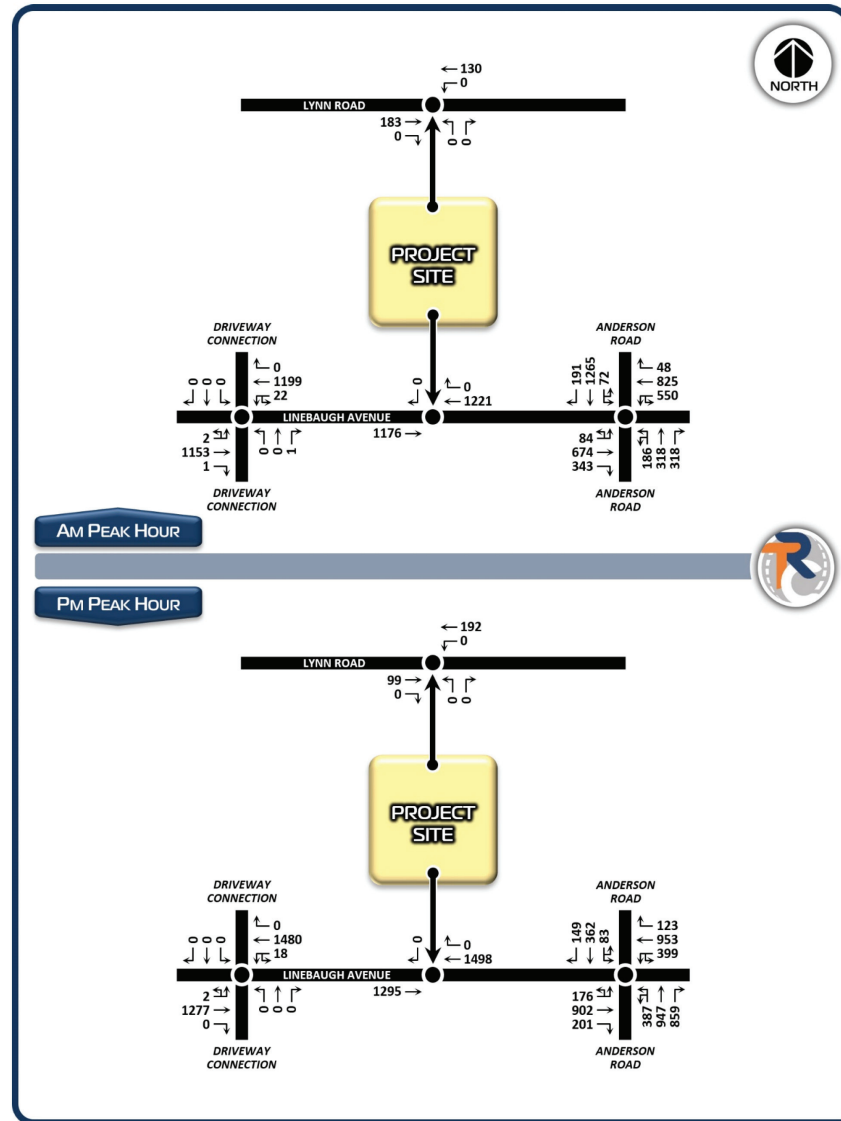 NORTH
130
0
LYNN ROAD
183
0
0
0
PROJECT
SITE
DRIVEWAY
CONNECTION
ANDERSON
ROAD
0
0
0
0
1199
22
0
0
1221
191
1265
72
48
825
550
LINEBAUGH AVENUE
2
1153
1
0
0
1
1176
84
674
343
186
318
318
DRIVEWAY
CONNECTION
ANDERSON
ROAD
AM PEAK HOUR
TR
PM PEAK HOUR
192
0
LYNN ROAD
99
0
0
0
PROJECT
SITE
DRIVEWAY
CONNECTION
ANDERSON
ROAD
0
0
0
0
1480
18
0
0
1498
149
362
83
123
953
399
LINEBAUGH AVENUE
2
1277
0
0
0
0
1295
176
902
201
387
947
859
DRIVEWAY
CONNECTION
ANDERSON
ROAD